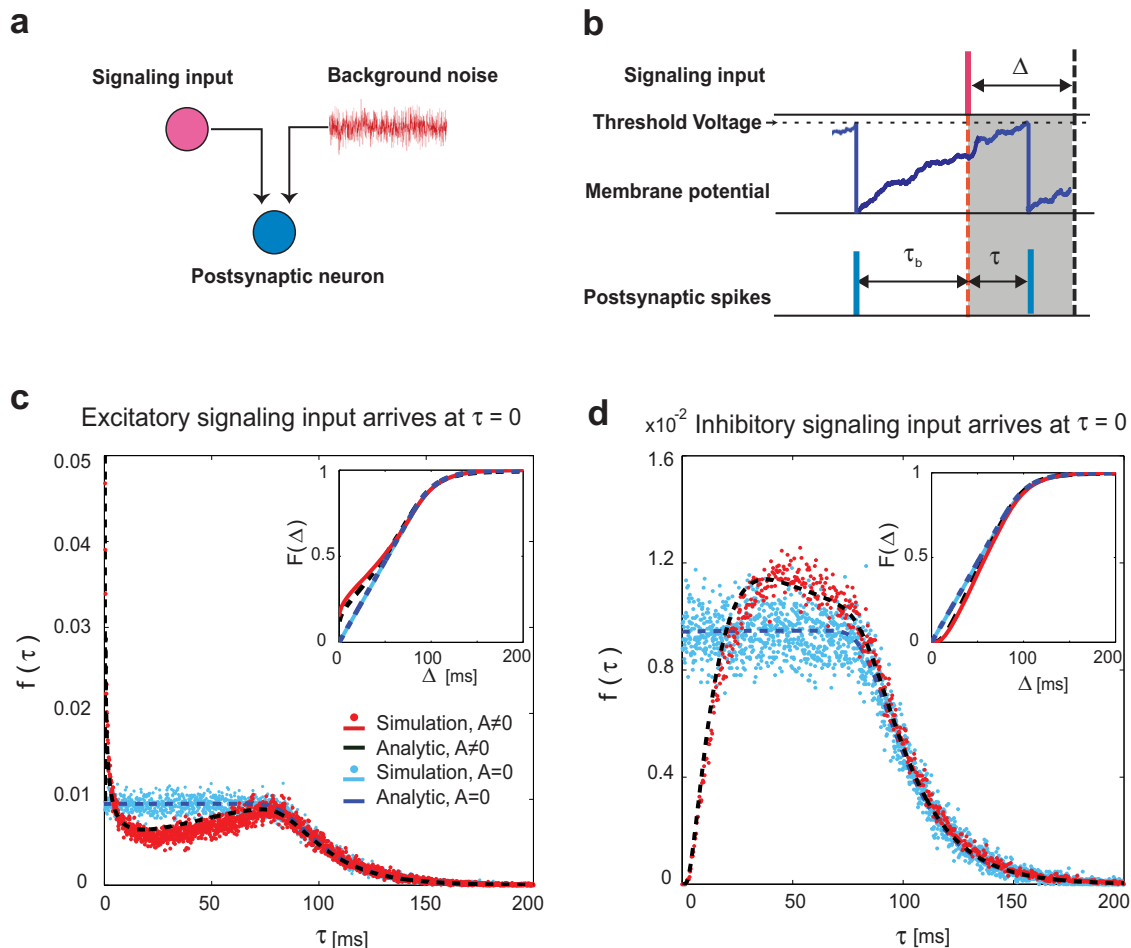 a
Signaling input
Background noise
Postsynaptic neuron
b
Signaling input
Δ
Threshold Voltage
Membrane potential
τb
τ
Postsynaptic spikes
c
Excitatory signaling input arrives at τ = 0
0.05
0.04
0.03
0.02
0.01
0
f ( τ )
0
50
100
150
200
τ [ms]
1
0.5
0
F(Δ)
0
100
200
Δ [ms]
Simulation, A≠0
Analytic, A≠0
Simulation, A=0
Analytic, A=0
d
x10-2 Inhibitory signaling input arrives at τ = 0
1.6
1.2
0.8
0.4
0
f ( τ )
0
50
100
150
200
τ [ms]
1
0.5
0
F(Δ)
0
100
200
Δ [ms]